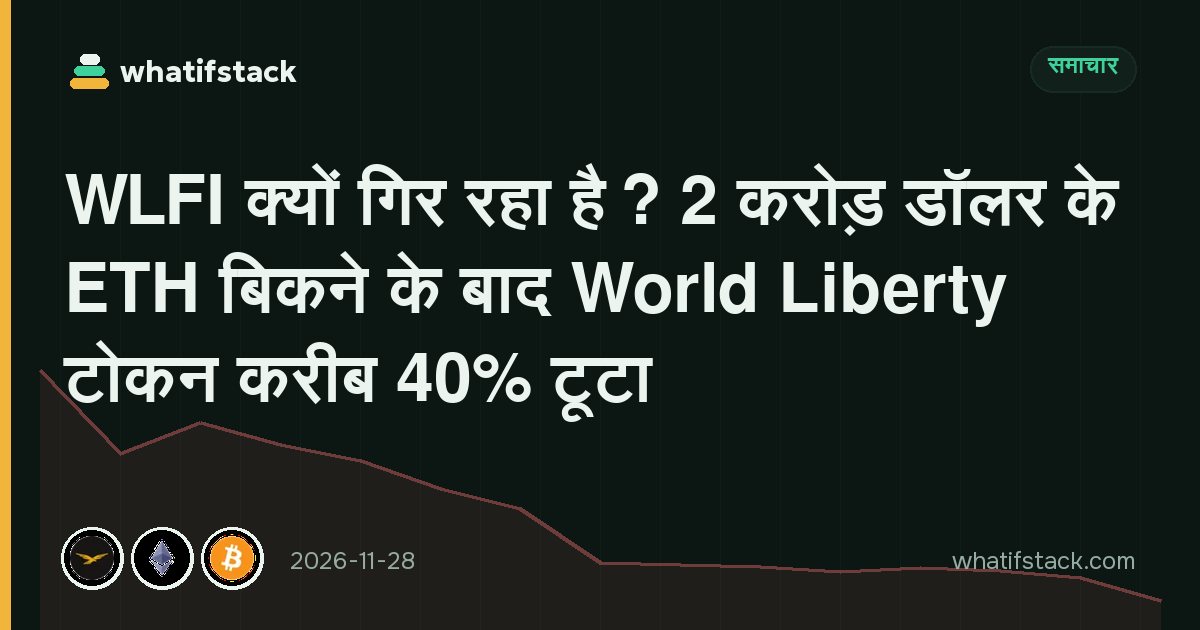 whatifstack
समाचार
WLFI क्यों गिर रहा है ? 2 करोड़ डॉलर के
ETH बिकने के बाद World Liberty
टोकन करीब 40% टूटा
2026-11-28
whatifstack.com